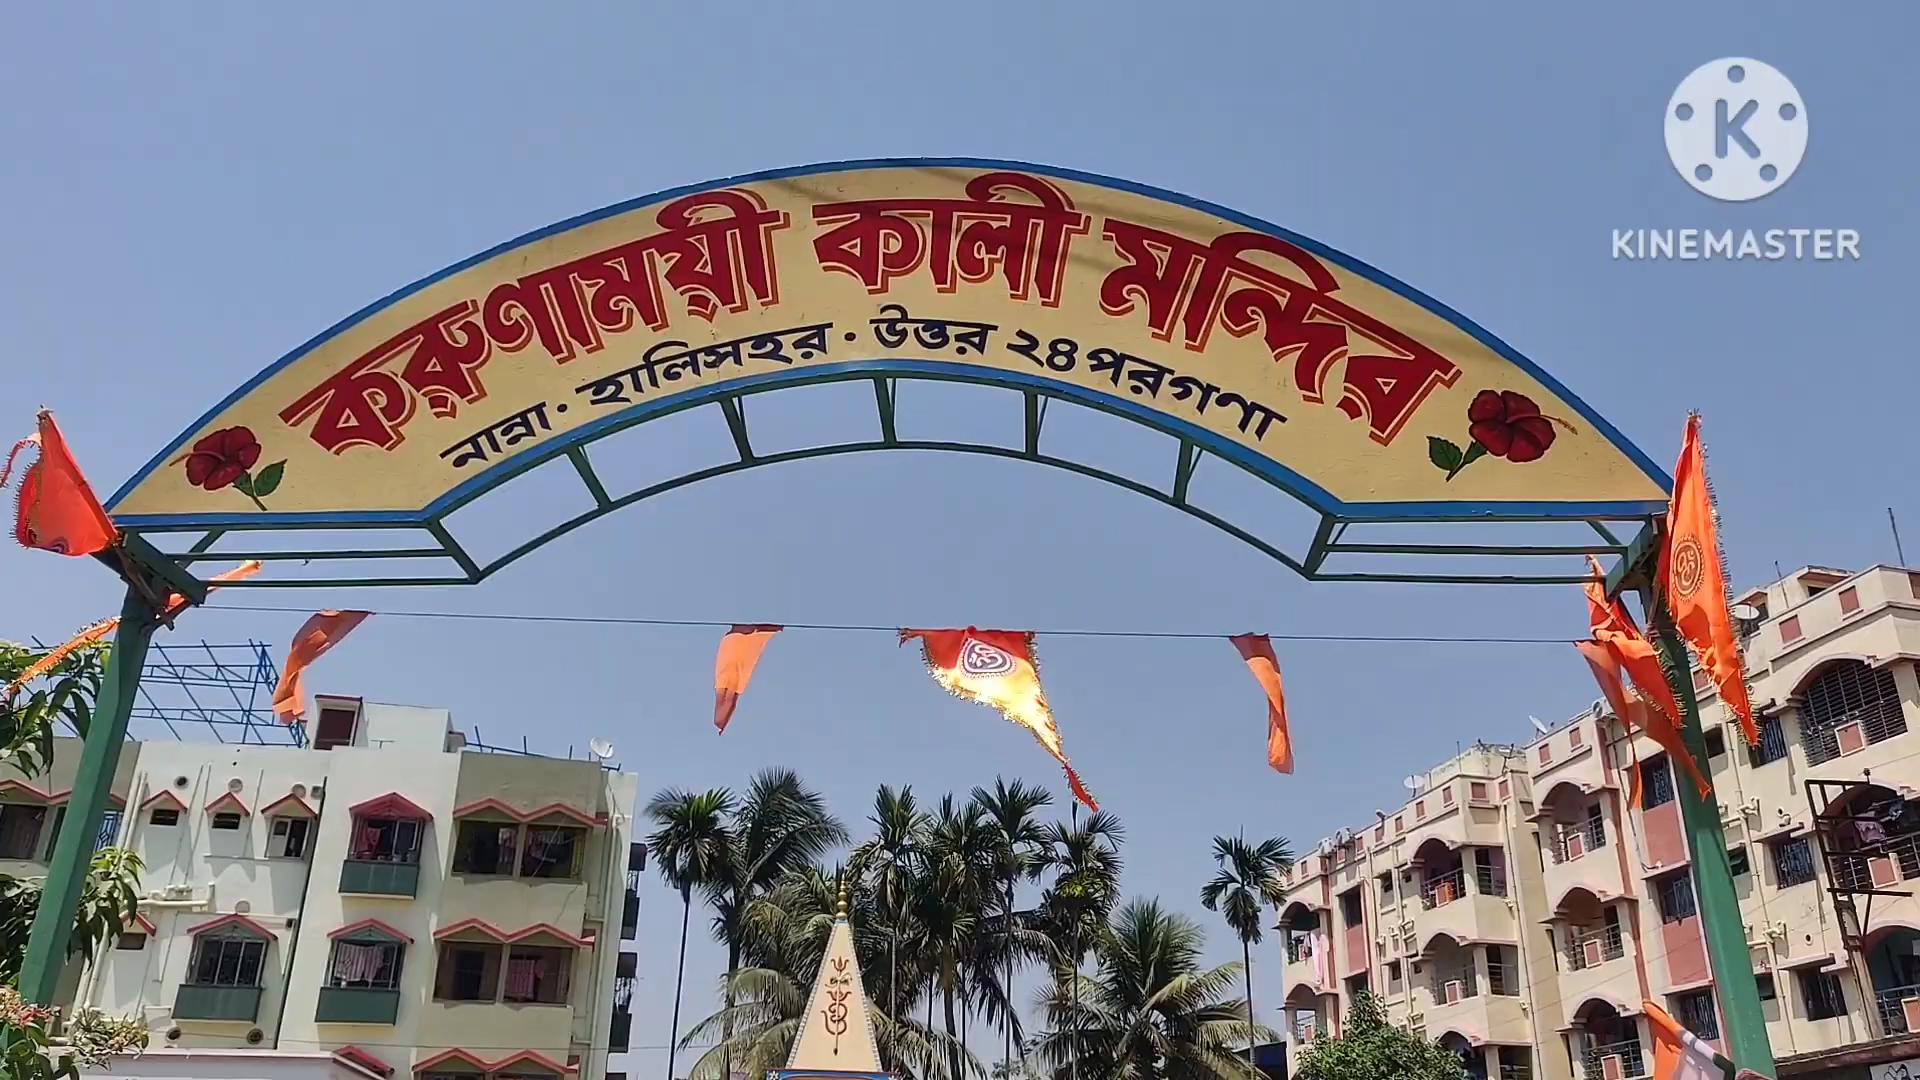 করুণাময়ী কালী মন্দির
নান্না · হালিসহর · উত্তর ২৪ পরগণা
KINEMASTER